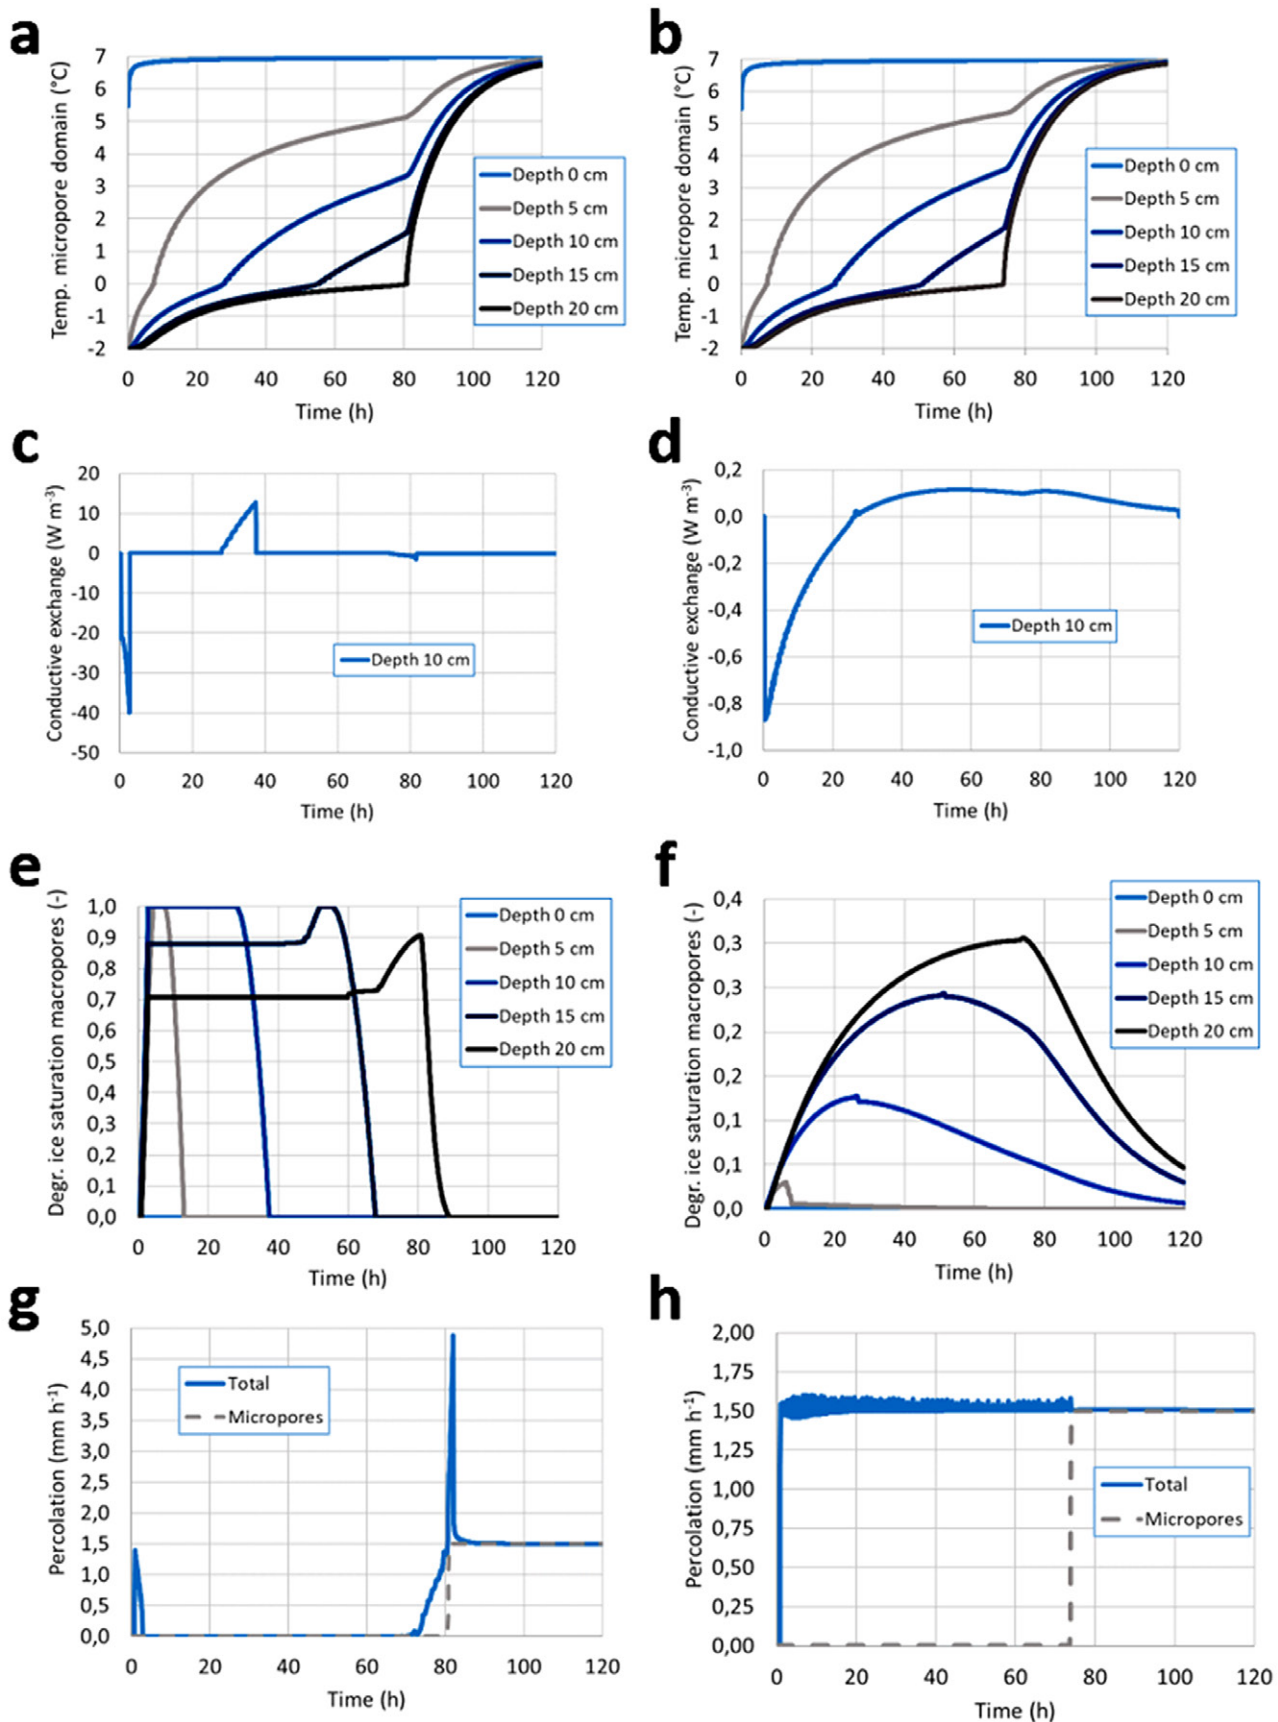 a
Temp. micropore domain (°C)
7
6
5
4
3
2
1
0
-1
-2
0 20 40 60 80 100 120
Time (h)
Depth 0 cm
Depth 5 cm
Depth 10 cm
Depth 15 cm
Depth 20 cm
b
Temp. micropore domain (°C)
7
6
5
4
3
2
1
0
-1
-2
0 20 40 60 80 100 120
Time (h)
Depth 0 cm
Depth 5 cm
Depth 10 cm
Depth 15 cm
Depth 20 cm
c
Conductive exchange (W m-3)
20
10
0
-10
-20
-30
-40
-50
0 20 40 60 80 100 120
Time (h)
Depth 10 cm
d
Conductive exchange (W m-3)
0,2
0,0
-0,2
-0,4
-0,6
-0,8
-1,0
0 20 40 60 80 100 120
Time (h)
Depth 10 cm
e
Degr. ice saturation macropores (-)
1,0
0,9
0,8
0,7
0,6
0,5
0,4
0,3
0,2
0,1
0,0
0 20 40 60 80 100 120
Time (h)
Depth 0 cm
Depth 5 cm
Depth 10 cm
Depth 15 cm
Depth 20 cm
f
Degr. ice saturation macropores (-)
0,4
0,3
0,3
0,2
0,2
0,1
0,1
0,0
0 20 40 60 80 100 120
Time (h)
Depth 0 cm
Depth 5 cm
Depth 10 cm
Depth 15 cm
Depth 20 cm
g
Percolation (mm h-1)
5,0
4,5
4,0
3,5
3,0
2,5
2,0
1,5
1,0
0,5
0,0
0 20 40 60 80 100 120
Time (h)
Total
Micropores
h
Percolation (mm h-1)
2,00
1,75
1,50
1,25
1,00
0,75
0,50
0,25
0,00
0 20 40 60 80 100 120
Time (h)
Total
Micropores